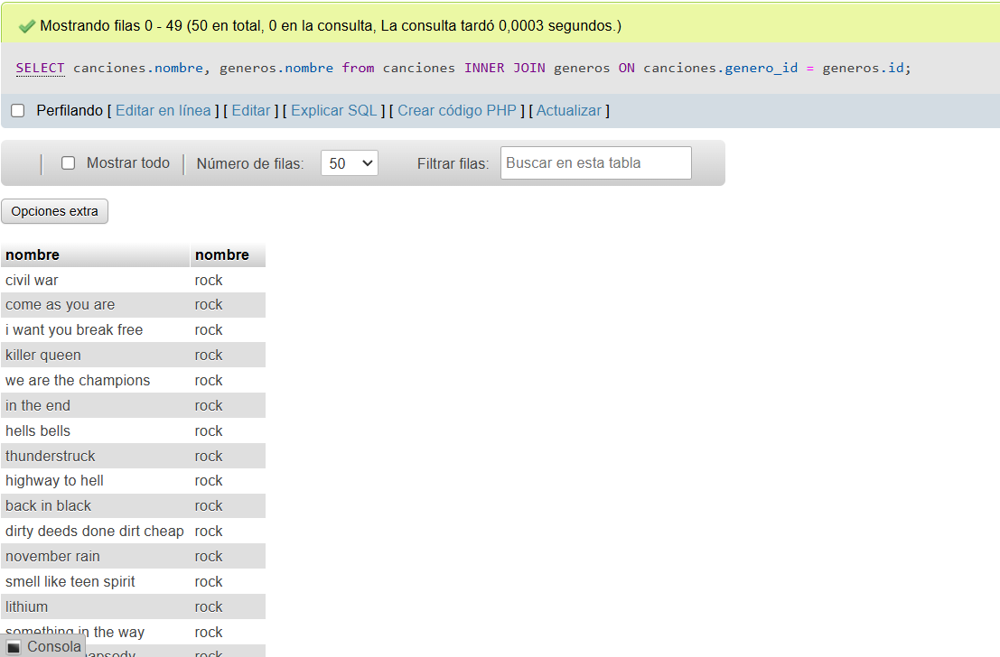 Mostrando filas 0 - 49 (50 en total, 0 en la consulta, La consulta tardó 0,0003 segundos.)
SELECT canciones.nombre, generos.nombre from canciones INNER JOIN generos ON canciones.genero_id = generos.id;
Perfilando [ Editar en línea ] [ Editar ] [ Explicar SQL ] [ Crear código PHP ] [ Actualizar ]
Mostrar todo Número de filas: 50 Filtrar filas: Buscar en esta tabla
Opciones extra
nombre nombre
civil war rock
come as you are rock
i want you break free rock
killer queen rock
we are the champions rock
in the end rock
hells bells rock
thunderstruck rock
highway to hell rock
back in black rock
dirty deeds done dirt cheap rock
november rain rock
smell like teen spirit rock
lithium rock
something in the way rock
Consola
rock